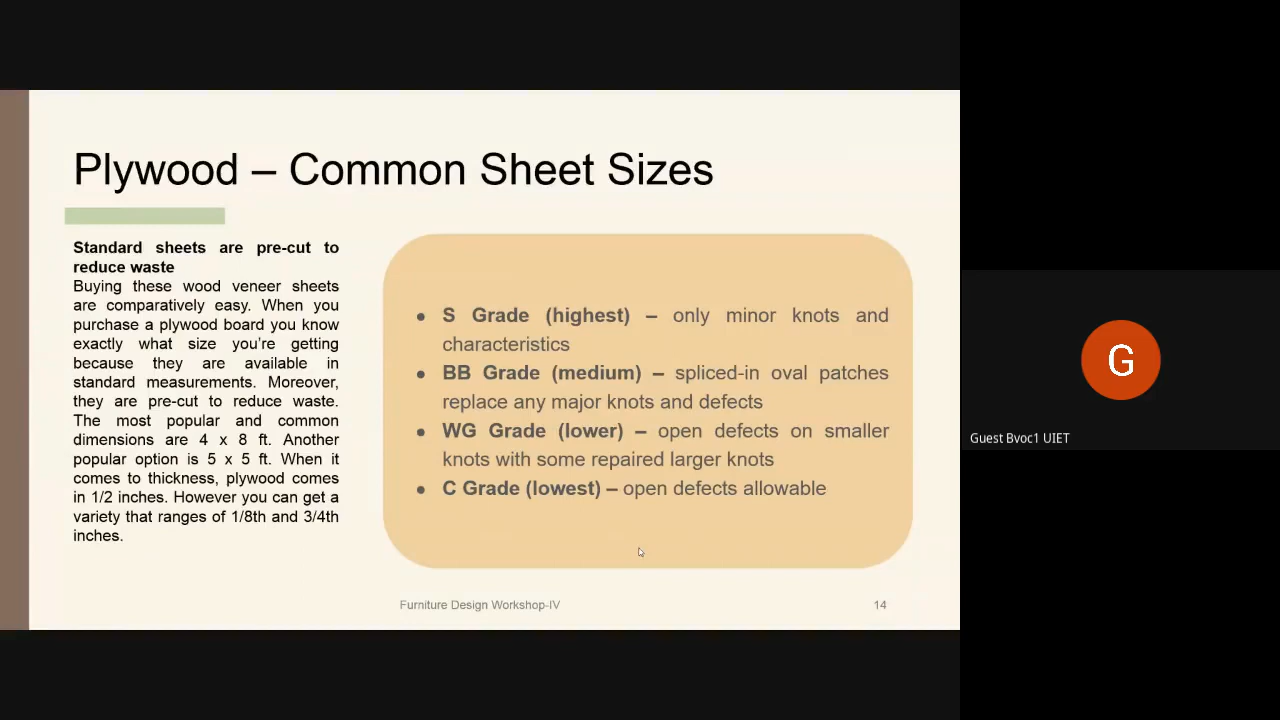 Plywood – Common Sheet Sizes
Standard sheets are pre-cut to
reduce waste
Buying these wood veneer sheets
are comparatively easy. When you
purchase a plywood board you know
exactly what size you're getting
because they are available in
standard measurements. Moreover,
they are pre-cut to reduce waste.
The most popular and common
dimensions are 4 x 8 ft. Another
popular option is 5 x 5 ft. When it
comes to thickness, plywood comes
in 1/2 inches. However you can get a
variety that ranges of 1/8th and 3/4th
inches.
● S Grade (highest) – only minor knots and
characteristics
● BB Grade (medium) – spliced-in oval patches
replace any major knots and defects
● WG Grade (lower) – open defects on smaller
knots with some repaired larger knots
● C Grade (lowest) – open defects allowable
Furniture Design Workshop-IV
14
G
Guest Bvoc1 UIET